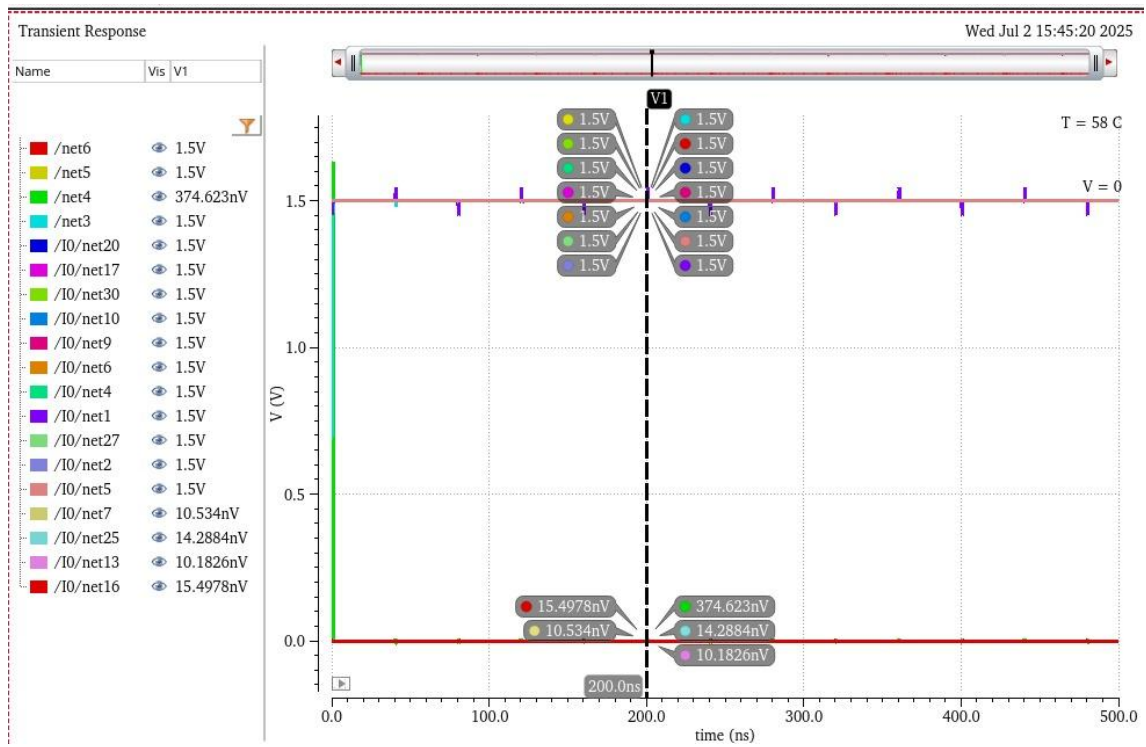 Transient Response
Wed Jul 2 15:45:20 2025
Name Vis V1
/net6 1.5V
/net5 1.5V
/net4 374.623nV
/net3 1.5V
/I0/net20 1.5V
/I0/net17 1.5V
/I0/net30 1.5V
/I0/net10 1.5V
/I0/net9 1.5V
/I0/net6 1.5V
/I0/net4 1.5V
/I0/net1 1.5V
/I0/net27 1.5V
/I0/net2 1.5V
/I0/net5 1.5V
/I0/net7 10.534nV
/I0/net25 14.2884nV
/I0/net13 10.1826nV
/I0/net16 15.4978nV
V1
T = 58 C
V = 0
1.5V 1.5V
1.5V 1.5V
1.5V 1.5V
1.5V 1.5V
1.5V 1.5V
1.5V 1.5V
1.5V 1.5V
15.4978nV 374.623nV
10.534nV 14.2884nV
10.1826nV
200.0ns
V (V)
1.5
1.0
0.5
0.0
0.0 100.0 200.0 300.0 400.0 500.0
time (ns)